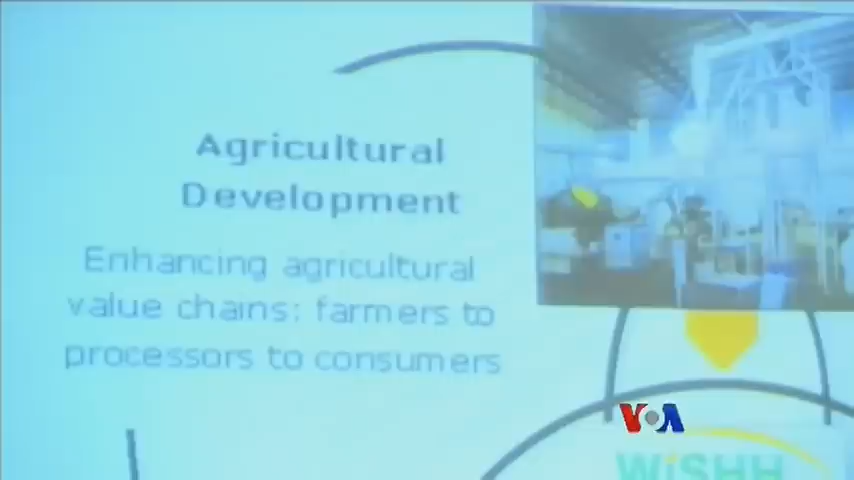 Agricultural
Development
Enhancing agricultural
value chains: farmers to
processors to consumers
VOA
WiSHH